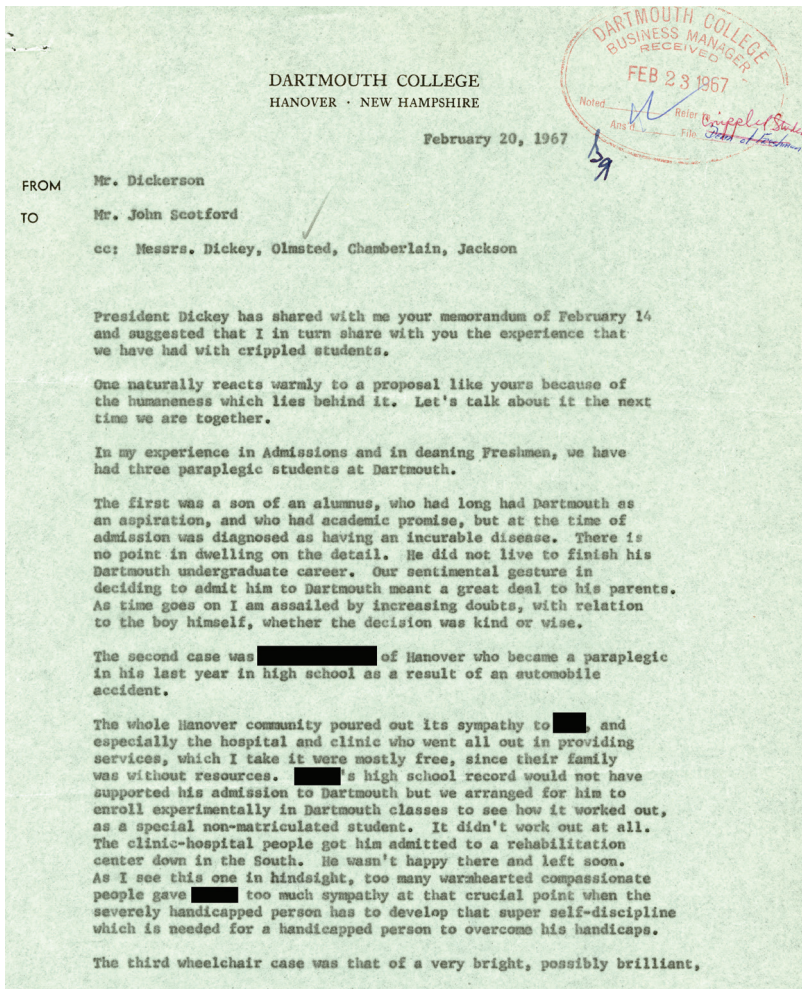 DARTMOUTH COLLEGE
BUSINESS MANAGER
RECEIVED
FEB 23 1967
Noted
Refer to
Ans'd
File
Crippled Stude
Dean of Freshmen
DARTMOUTH COLLEGE
HANOVER · NEW HAMPSHIRE
February 20, 1967
FROM Mr. Dickerson
TO Mr. John Scotford
cc: Messrs. Dickey, Olmsted, Chamberlain, Jackson
President Dickey has shared with me your memorandum of February 14
and suggested that I in turn share with you the experience that
we have had with crippled students.
One naturally reacts warmly to a proposal like yours because of
the humaneness which lies behind it. Let's talk about it the next
time we are together.
In my experience in Admissions and in deaning Freshmen, we have
had three paraplegic students at Dartmouth.
The first was a son of an alumnus, who had long had Dartmouth as
an aspiration, and who had academic promise, but at the time of
admission was diagnosed as having an incurable disease. There is
no point in dwelling on the detail. He did not live to finish his
Dartmouth undergraduate career. Our sentimental gesture in
deciding to admit him to Dartmouth meant a great deal to his parents.
As time goes on I am assailed by increasing doubts, with relation
to the boy himself, whether the decision was kind or wise.
The second case was of Hanover who became a paraplegic
in his last year in high school as a result of an automobile
accident.
The whole Hanover community poured out its sympathy to , and
especially the hospital and clinic who went all out in providing
services, which I take it were mostly free, since their family
was without resources. 's high school record would not have
supported his admission to Dartmouth but we arranged for him to
enroll experimentally in Dartmouth classes to see how it worked out,
as a special non-matriculated student. It didn't work out at all.
The clinic-hospital people got him admitted to a rehabilitation
center down in the South. He wasn't happy there and left soon.
As I see this one in hindsight, too many warmhearted compassionate
people gave too much sympathy at that crucial point when the
severely handicapped person has to develop that super self-discipline
which is needed for a handicapped person to overcome his handicaps.
The third wheelchair case was that of a very bright, possibly brilliant,